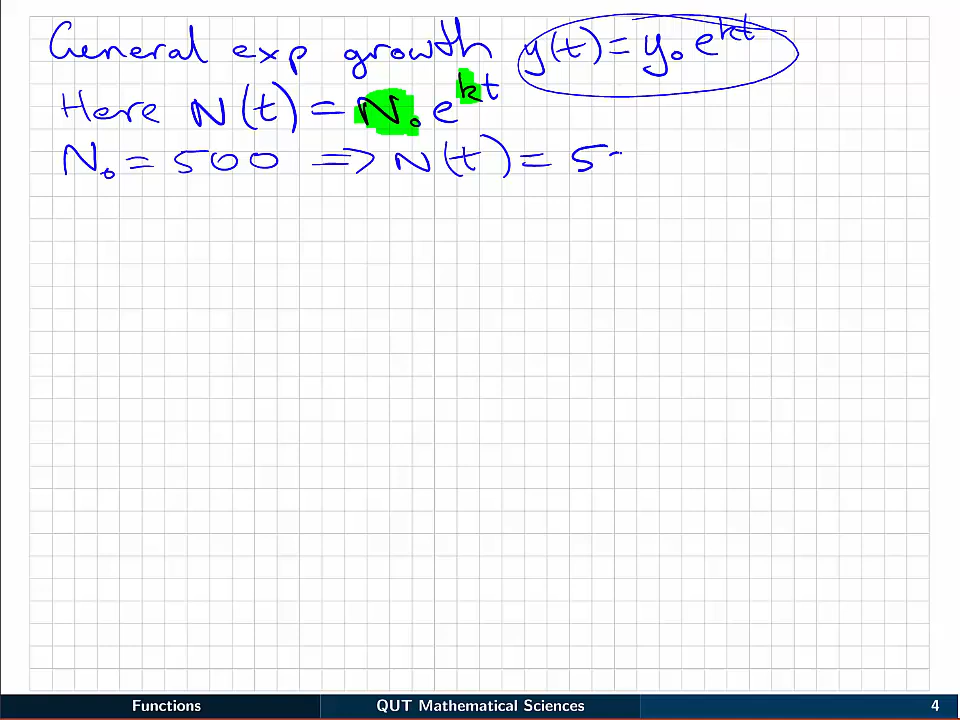 General exp growth y(t) = y₀ e^{kt}
Here N(t) = N₀ e^{kt}
N₀ = 500 ⇒ N(t) = 5
Functions QUT Mathematical Sciences 4